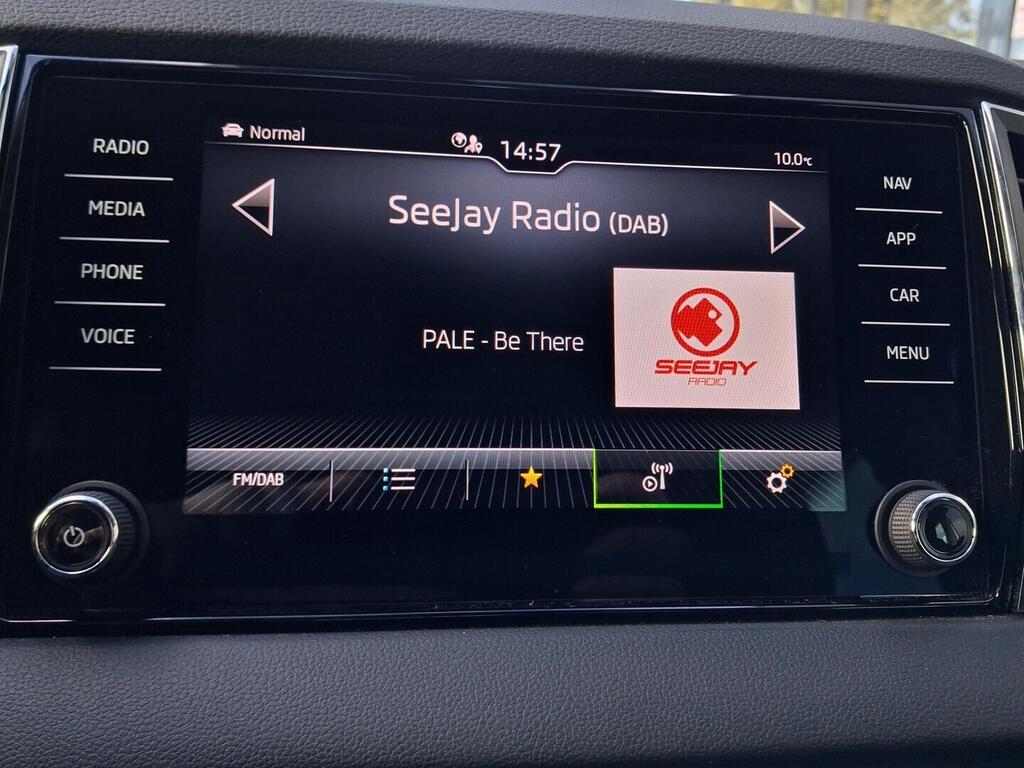 Normal
14:57
10.0°C
RADIO
MEDIA
PHONE
VOICE
SeeJay Radio (DAB)
PALE - Be There
SEEJAY
RADIO
FM/DAB
NAV
APP
CAR
MENU